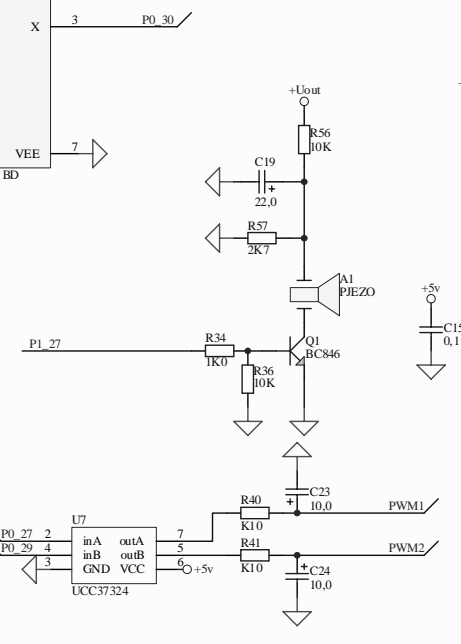 X 3 P0_30
+Uout
R56
10K
VEE 7
BD
C19
+
22,0
R57
2K7
A1
PJEZO
+5v
C15
0,1
P1_27
R34
1K0
Q1
BC846
R36
10K
C23
+
10,0
R40
K10
PWM1
U7
P0_27 2 inA outA 7
P0_29 4 inB outB 5
3 GND VCC 6 +5v
UCC37324
R41
K10
PWM2
+
C24
10,0